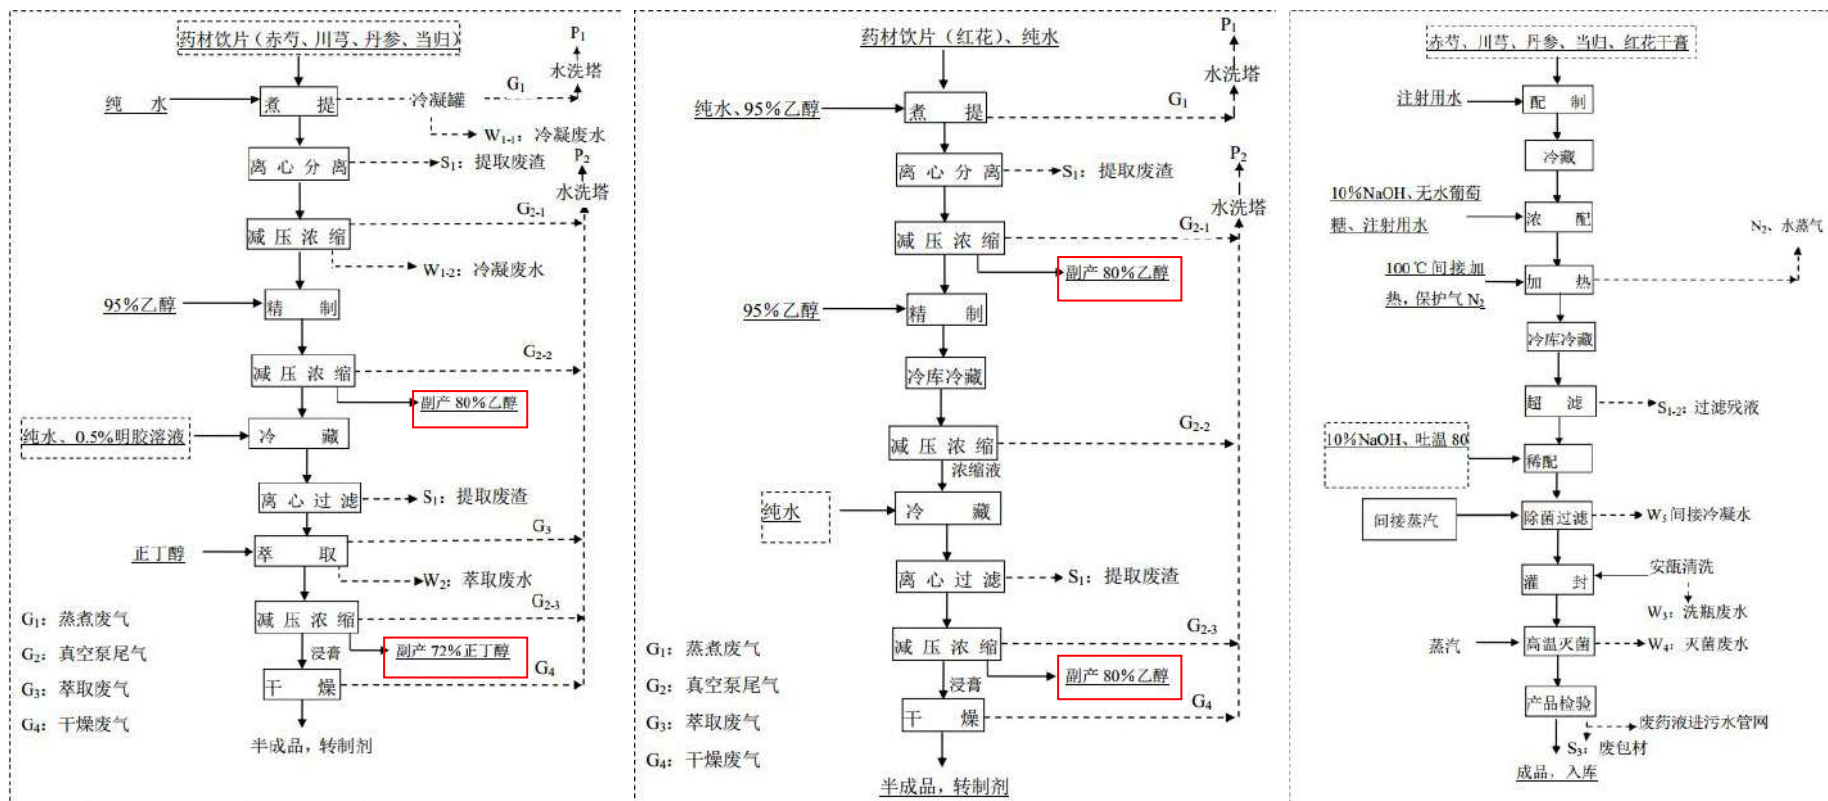 药材饮片（赤芍、川芎、丹参、当归）
P₁
水洗塔
G₁
纯 水
煮 提
冷凝罐
W₁₋₁：冷凝废水
离 心 分 离
S₁：提取废渣
P₂
水洗塔
G₂₋₁
减 压 浓 缩
W₁₋₂：冷凝废水
95%乙醇
精 制
G₂₋₂
减 压 浓 缩
副产 80%乙醇
纯水、0.5%明胶溶液
冷 藏
离 心 过 滤
S₁：提取废渣
G₃
正丁醇
萃 取
W₂：萃取废水
减 压 浓 缩
G₂₋₃
浸膏
副产 72%正丁醇
干 燥
G₄
半成品，转制剂
G₁：蒸煮废气
G₂：真空泵尾气
G₃：萃取废气
G₄：干燥废气
药材饮片（红花）、纯水
P₁
水洗塔
纯水、95%乙醇
煮 提
G₁
离 心 分 离
S₁：提取废渣
P₂
水洗塔
减 压 浓 缩
G₂₋₁
副产 80%乙醇
95%乙醇
精 制
冷库冷藏
减 压 浓 缩
G₂₋₂
浓缩液
纯水
冷 藏
离 心 过 滤
S₁：提取废渣
减 压 浓 缩
G₂₋₃
浸膏
副产 80%乙醇
干 燥
G₄
半成品，转制剂
G₁：蒸煮废气
G₂：真空泵尾气
G₃：萃取废气
G₄：干燥废气
赤芍、川芎、丹参、当归、红花干膏
注射用水
配 制
冷藏
10%NaOH、无水葡萄
糖、注射用水
浓 配
N₂、水蒸气
100℃间接加
热，保护气 N₂
加 热
冷库冷藏
超 滤
S₁₋₂：过滤残液
10%NaOH、吐温 80
稀配
间接蒸汽
除菌过滤
W₅间接冷凝水
灌 封
安瓿清洗
W₃：洗瓶废水
蒸汽
高温灭菌
W₄：灭菌废水
产品检验
废药液进污水管网
S₃：废包材
成品，入库